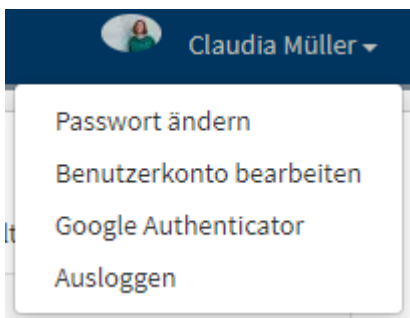 Claudia Müller
Passwort ändern
Benutzerkonto bearbeiten
Google Authenticator
Ausloggen